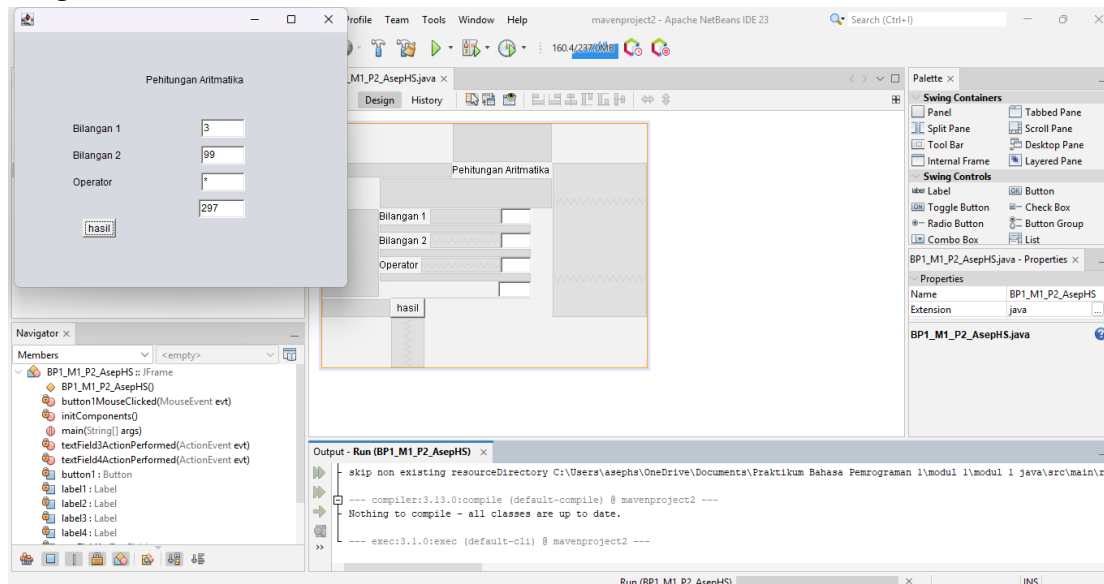 Profile Team Tools Window Help
mavenproject2 - Apache NetBeans IDE 23
Search (Ctrl+I)
160.4/237.0MB
Pehitungan Aritmatika
Bilangan 1
3
Bilangan 2
99
Operator
*
297
hasil
_M1_P2_AsepHS.java
Design History
Pehitungan Aritmatika
Bilangan 1
Bilangan 2
Operator
hasil
Palette
Swing Containers
Panel Tabbed Pane
Split Pane Scroll Pane
Tool Bar Desktop Pane
Internal Frame Layered Pane
Swing Controls
label Label OK Button
ON Toggle Button Check Box
Radio Button Button Group
Combo Box List
BP1_M1_P2_AsepHS.java - Properties
Properties
Name BP1_M1_P2_AsepHS
Extension java
...
BP1_M1_P2_AsepHS.java
Navigator
Members <empty>
BP1_M1_P2_AsepHS :: JFrame
BP1_M1_P2_AsepHS()
button1MouseClicked(MouseEvent evt)
initComponents()
main(String[] args)
textField3ActionPerformed(ActionEvent evt)
textField4ActionPerformed(ActionEvent evt)
button1 : Button
label1 : Label
label2 : Label
label3 : Label
label4 : Label
Output - Run (BP1_M1_P2_AsepHS)
skip non existing resourceDirectory C:\Users\asephs\OneDrive\Documents\Praktikum Bahasa Pemrograman 1\modul 1\modul 1 java\src\main\r
--- compiler:3.13.0:compile (default-compile) @ mavenproject2 ---
Nothing to compile - all classes are up to date.
--- exec:3.1.0:exec (default-cli) @ mavenproject2 ---
Run (BP1_M1_P2_AsepHS)
INS